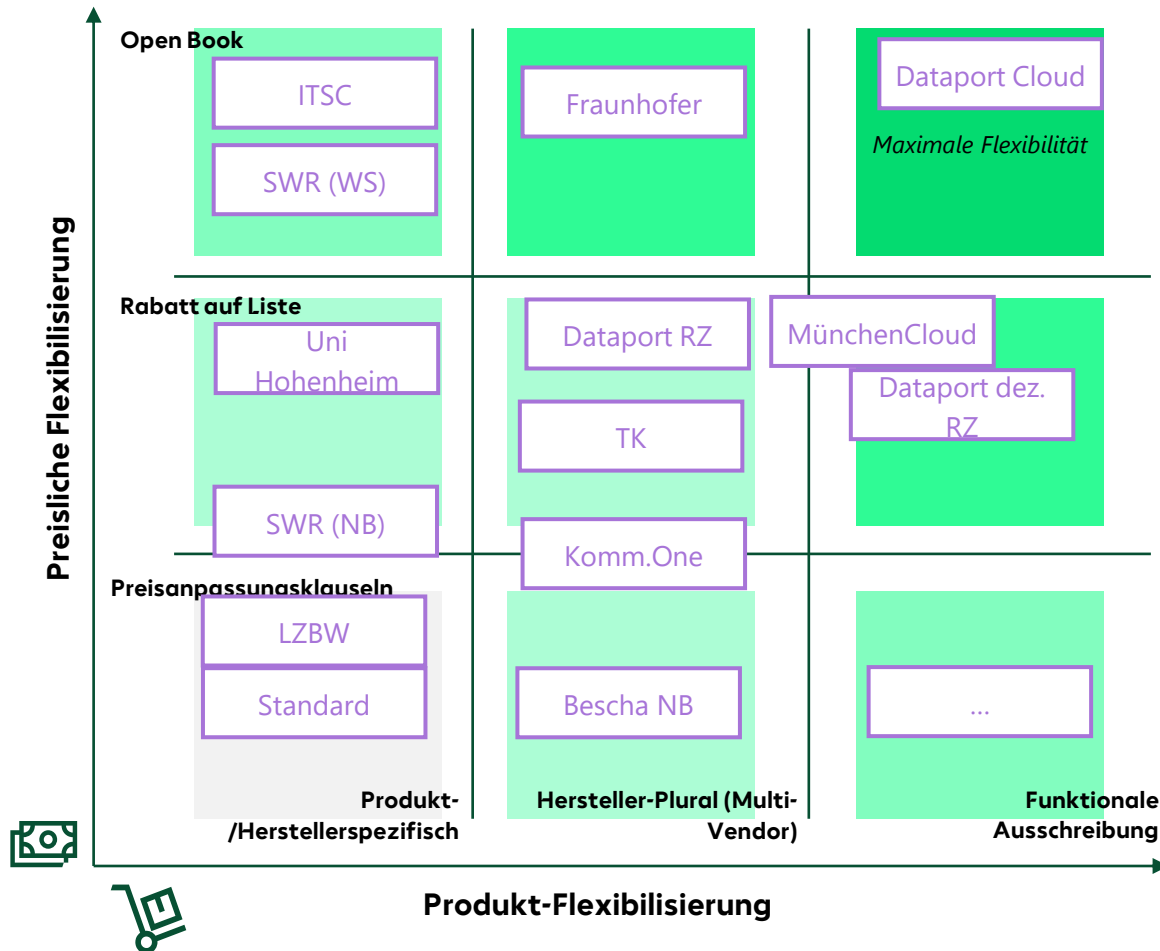 Open Book
ITSC
Fraunhofer
Dataport Cloud
Maximale Flexibilität
SWR (WS)
Rabatt auf Liste
Uni
Hohenheim
Dataport RZ
MünchenCloud
Dataport dez.
RZ
TK
SWR (NB)
Komm.One
Preisanpassungsklauseln
LZBW
Standard
Bescha NB
...
Produkt-
/Herstellerspezifisch
Hersteller-Plural (Multi-
Vendor)
Funktionale
Ausschreibung
Preisliche Flexibilisierung
Produkt-Flexibilisierung